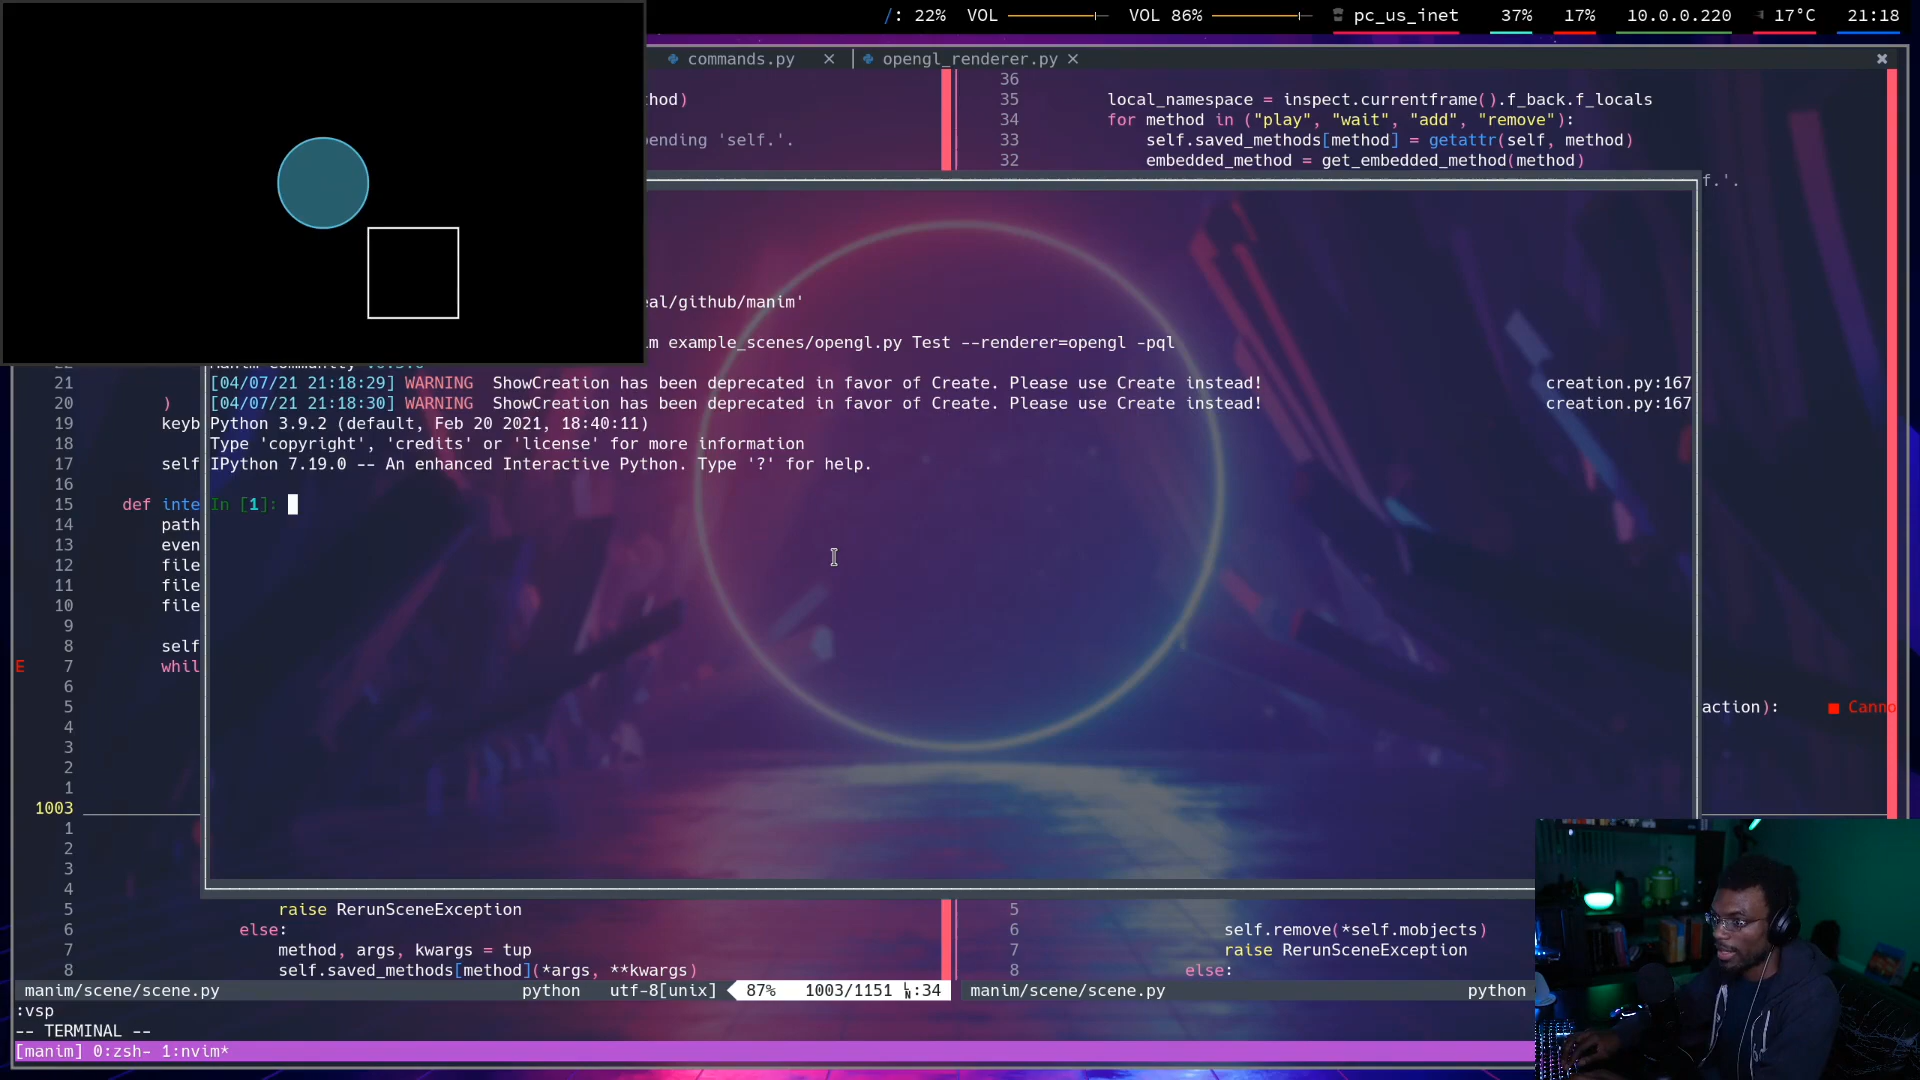 /: 22% VOL VOL 86% pc_us_inet 37% 17% 10.0.0.220 17°C 21:18
commands.py × opengl_renderer.py ×
36
hod) 35 local_namespace = inspect.currentframe().f_back.f_locals
34 for method in ("play", "wait", "add", "remove"):
ending 'self.'. 33 self.saved_methods[method] = getattr(self, method)
32 embedded_method = get_embedded_method(method)
f.'.
eal/github/manim'
m example_scenes/opengl.py Test --renderer=opengl -pql
21 [04/07/21 21:18:29] WARNING ShowCreation has been deprecated in favor of Create. Please use Create instead! creation.py:167
20 ) [04/07/21 21:18:30] WARNING ShowCreation has been deprecated in favor of Create. Please use Create instead! creation.py:167
19 keyb Python 3.9.2 (default, Feb 20 2021, 18:40:11)
18 Type 'copyright', 'credits' or 'license' for more information
17 self IPython 7.19.0 -- An enhanced Interactive Python. Type '?' for help.
16
15 def inte In [1]:
14 path
13 even
12 file
11 file
10 file
9
8 self
E 7 whil
6
5 action): ■ Canno
4
3
2
1
1003
1
2
3
4
5 raise RerunSceneException 5
6 else: 6 self.remove(*self.mobjects)
7 method, args, kwargs = tup 7 raise RerunSceneException
8 self.saved_methods[method](*args, **kwargs) 8 else:
manim/scene/scene.py python utf-8[unix] 87% 1003/1151 :34 manim/scene/scene.py python
:vsp
-- TERMINAL --
[manim] 0:zsh- 1:nvim*